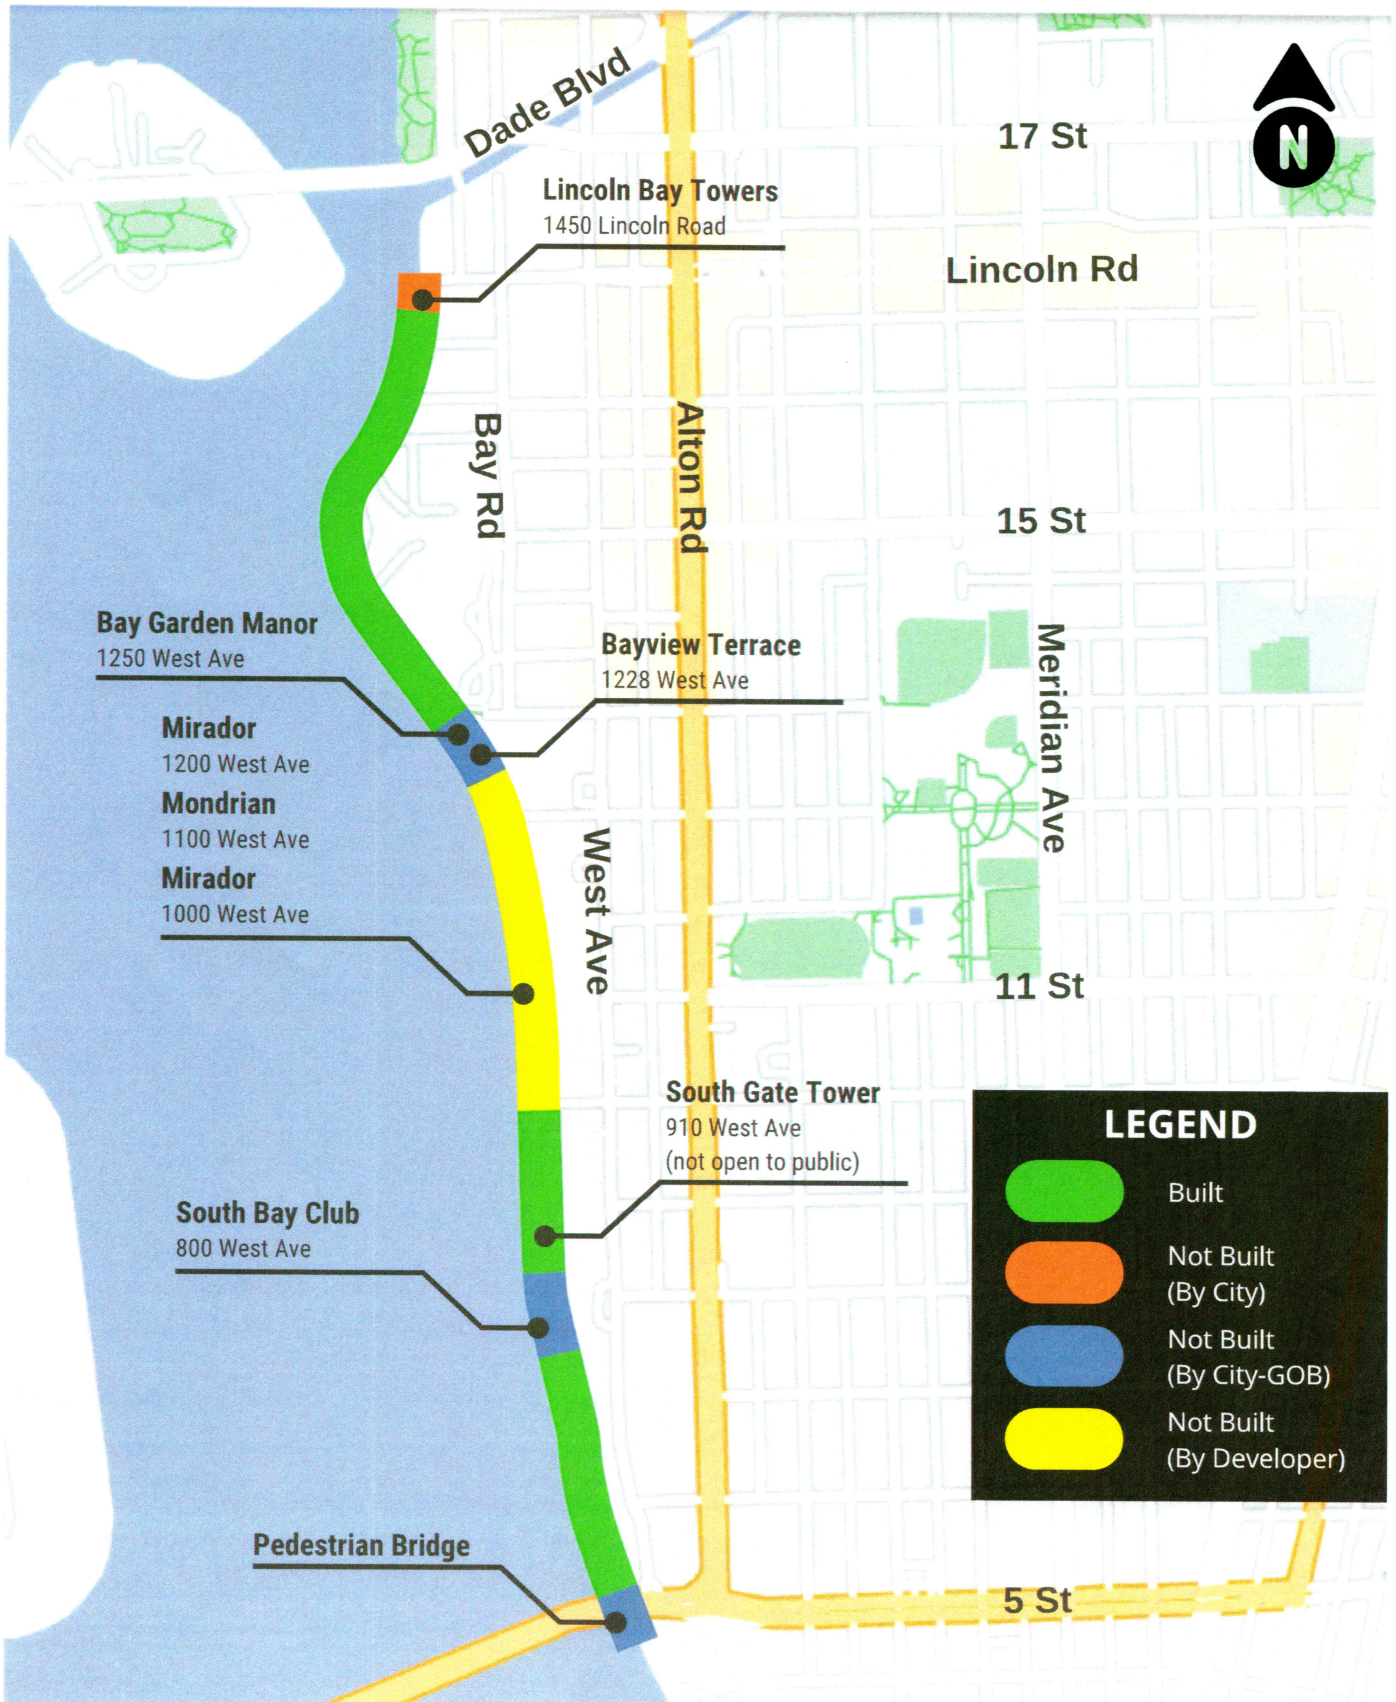 Dade Blvd
17 St
N
Lincoln Bay Towers
1450 Lincoln Road
Lincoln Rd
Bay Rd
Alton Rd
15 St
Bay Garden Manor
1250 West Ave
Bayview Terrace
1228 West Ave
Meridian Ave
Mirador
1200 West Ave
Mondrian
1100 West Ave
Mirador
1000 West Ave
West Ave
11 St
South Gate Tower
910 West Ave
(not open to public)
South Bay Club
800 West Ave
Pedestrian Bridge
5 St
LEGEND
Built
Not Built
(By City)
Not Built
(By City-GOB)
Not Built
(By Developer)